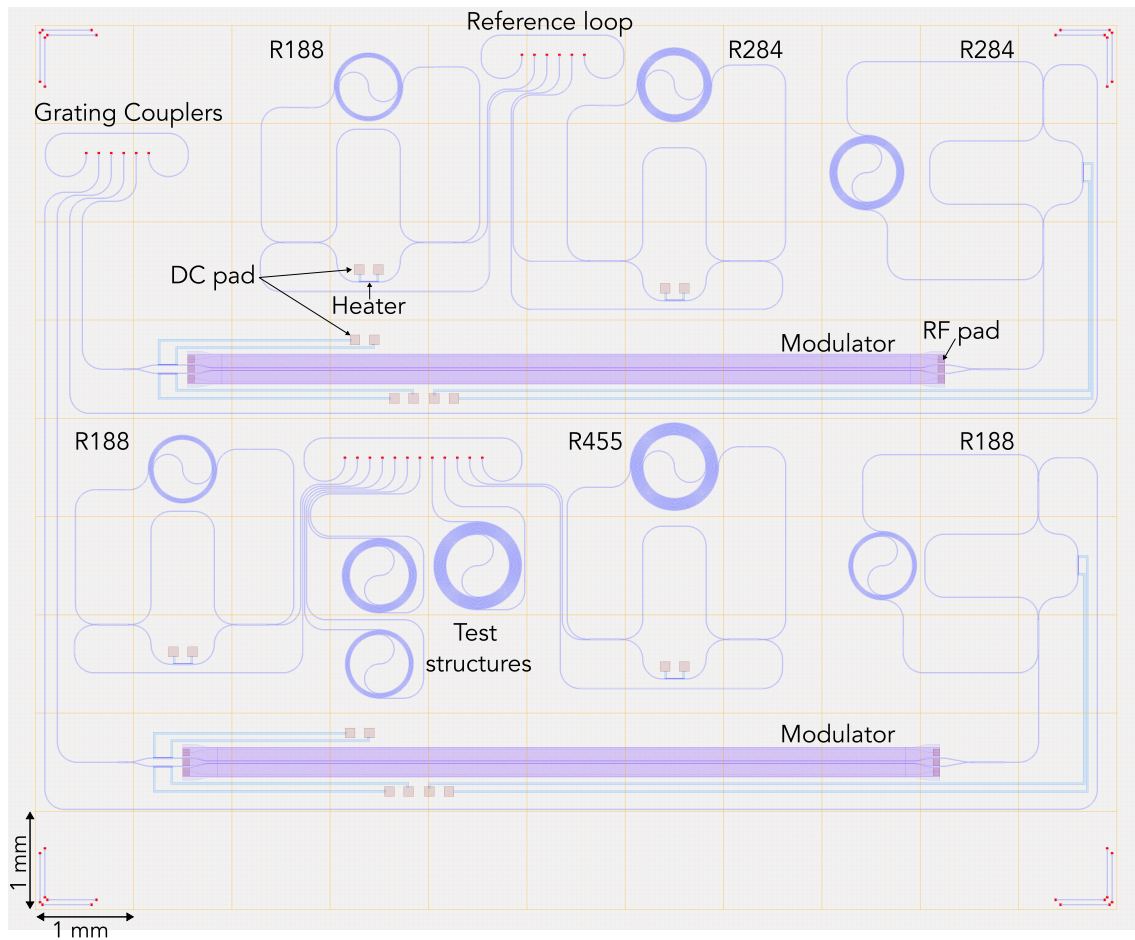 Reference loop
R188
R284
R284
Grating Couplers
DC pad
Heater
RF pad
Modulator
R188
R455
R188
Test
structures
Modulator
1 mm
1 mm